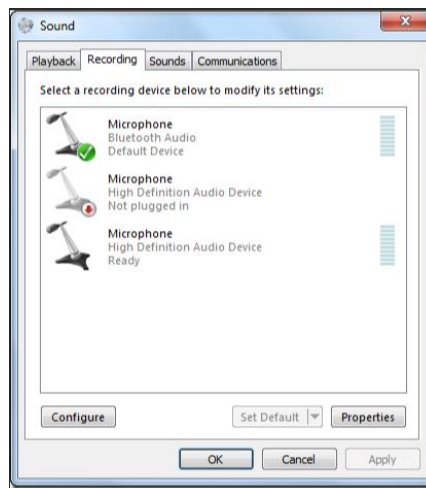 Sound
Playback Recording Sounds Communications
Select a recording device below to modify its settings:
Microphone
Bluetooth Audio
Default Device
Microphone
High Definition Audio Device
Not plugged in
Microphone
High Definition Audio Device
Ready
Configure Set Default Properties
OK Cancel Apply